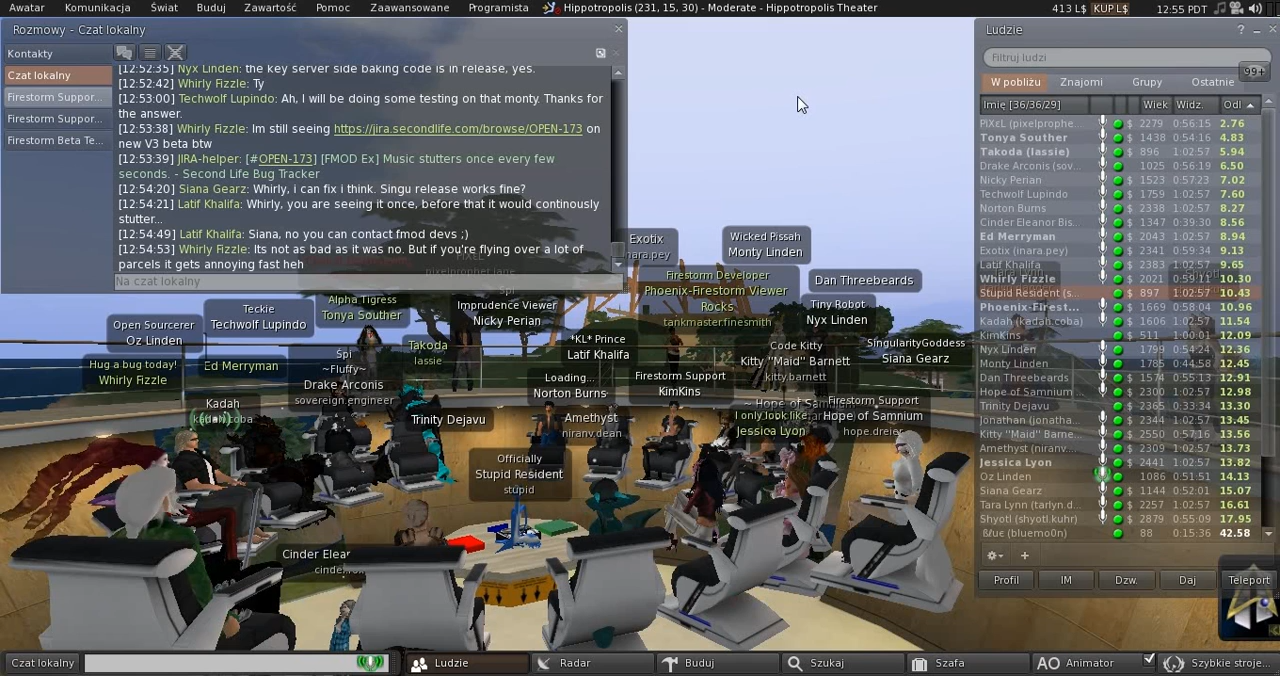 Awatar Komunikacja Świat Buduj Zawartość Pomoc Zaawansowane Programista Hippotropolis (231, 15, 30) - Moderate - Hippotropolis Theater 413 L$ KUP L$ 12:55 PDT
Rozmowy - Czat lokalny
Kontakty
Czat lokalny
Firestorm Suppor...
Firestorm Suppor...
Firestorm Beta Te...
[12:52:35] Nyx Linden: the key server side baking code is in release, yes.
[12:52:42] Whirly Fizzle: Ty
[12:53:00] Techwolf Lupindo: Ah, I will be doing some testing on that monty. Thanks for
the answer.
[12:53:38] Whirly Fizzle: Im still seeing https://jira.secondlife.com/browse/OPEN-173 on
new V3 beta btw
[12:53:39] JIRA-helper: [#OPEN-173] [FMOD Ex] Music stutters once every few
seconds. - Second Life Bug Tracker
[12:54:20] Siana Gearz: Whirly, i can fix i think. Singu release works fine?
[12:54:21] Latif Khalifa: Whirly, you are seeing it once, before that it would continously
stutter...
[12:54:49] Latif Khalifa: Siana, no you can contact fmod devs ;)
[12:54:53] Whirly Fizzle: Its not as bad as it was no. But if you're flying over a lot of
parcels it gets annoying fast heh
Na czat lokalny
Exotic
inara.pey
Wicked Pissah
Monty Linden
Firestorm Developer
Phoenix-Firestorm Viewer
Rocks
tankmaster.finesmith
Dan Threebeards
Alpha Tigress
Tonya Souther
Imprudence Viewer
Nicky Perian
Tiny Robot
Nyx Linden
Teckie
Techwolf Lupindo
Open Sourcerer
Oz Linden
*KL* Prince
Latif Khalifa
Takoda
lassie
Code Kitty
Kitty "Maid" Barnett
kitty.barnett
SingularityGoddess
Siana Gearz
Hug a bug today!
Whirly Fizzle
Ed Merryman
Spi
~Fluffy~
Drake Arconis
sovereign.engineer
Loading...
Norton Burns
Firestorm Support
KimKins
Kadah
kadah.coba
Trinity Dejavu
Amethyst
niranv.dean
~ Hope of Samnium
I only look like
Jessica Lyon
Firestorm Support
Hope of Samnium
hope.dreier
Officially
Stupid Resident
stupid
Cinder Elea
Ludzie
Filtruj ludzi
99+
W pobliżu Znajomi Grupy Ostatnie
Imię [36/36/29] Wiek Widz. Odl
PiXεL (pixelprophe... $ 2279 0:56:15 2.76
Tonya Souther $ 1438 0:54:16 4.83
Takoda (lassie) $ 896 1:02:57 5.94
Drake Arconis (sov... 1025 0:56:19 6.50
Nicky Perian $ 1523 0:57:23 7.02
Techwolf Lupindo $ 1759 1:02:57 7.60
Norton Burns $ 2338 1:02:57 8.27
Cinder Eleanor Bis... $ 1347 0:39:30 8.56
Ed Merryman $ 2043 1:02:57 8.94
Exotix (inara pey) $ 2341 0:59:34 9.13
Latif Khalifa $ 2383 1:02:57 9.65
Whirly Fizzle $ 2021 0:59:11 10.30
Stupid Resident (s... $ 897 1:02:57 10.43
Phoenix-Firest... $ 1669 0:58:04 10.96
Kadah (kadah.coba) $ 1606 1:02:57 11.54
KimKins $ 511 1:00:01 12.09
Nyx Linden 1799 0:54:24 12.36
Monty Linden 1785 0:44:58 12.45
Dan Threebeards $ 1574 0:55:13 12.91
Hope of Samnium $ 2300 1:02:57 12.98
Trinity Dejavu 2365 0:33:34 13.30
Jonathan (jonatha... $ 2344 1:02:57 13.45
Kitty "Maid" Barne... $ 2550 0:57:16 13.56
Amethyst (niranv.... $ 2309 1:02:57 13.73
Jessica Lyon $ 2441 1:02:57 13.82
Oz Linden 1086 0:51:51 14.13
Siana Gearz $ 1144 0:52:01 15.07
Tara Lynn (tarlyn.d... $ 2257 1:02:57 16.61
Shyotl (shyotl.kuhr) $ 2879 0:55:09 17.95
(bluemo0n) 88 0:15:36 42.58
Profil IM Dzw. Daj Teleport
Czat lokalny Ludzie Radar Buduj Szukaj Szafa AO Animator Szybkie stroje...